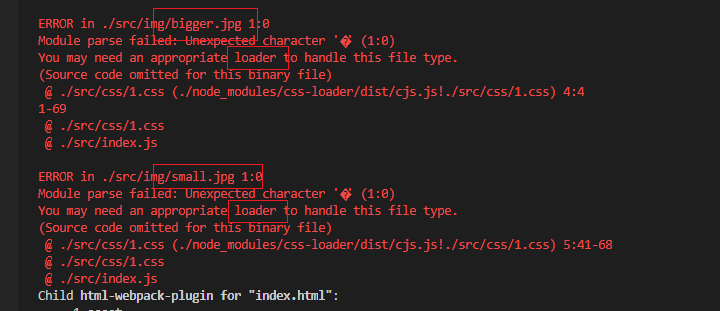 ERROR in ./src/img/bigger.jpg 1:0
Module parse failed: Unexpected character '�' (1:0)
You may need an appropriate loader to handle this file type.
(Source code omitted for this binary file)
@ ./src/css/1.css (./node_modules/css-loader/dist/cjs.js!./src/css/1.css) 4:4
1-69
@ ./src/css/1.css
@ ./src/index.js
ERROR in ./src/img/small.jpg 1:0
Module parse failed: Unexpected character '�' (1:0)
You may need an appropriate loader to handle this file type.
(Source code omitted for this binary file)
@ ./src/css/1.css (./node_modules/css-loader/dist/cjs.js!./src/css/1.css) 5:41-68
@ ./src/css/1.css
@ ./src/index.js
Child html-webpack-plugin for "index.html":